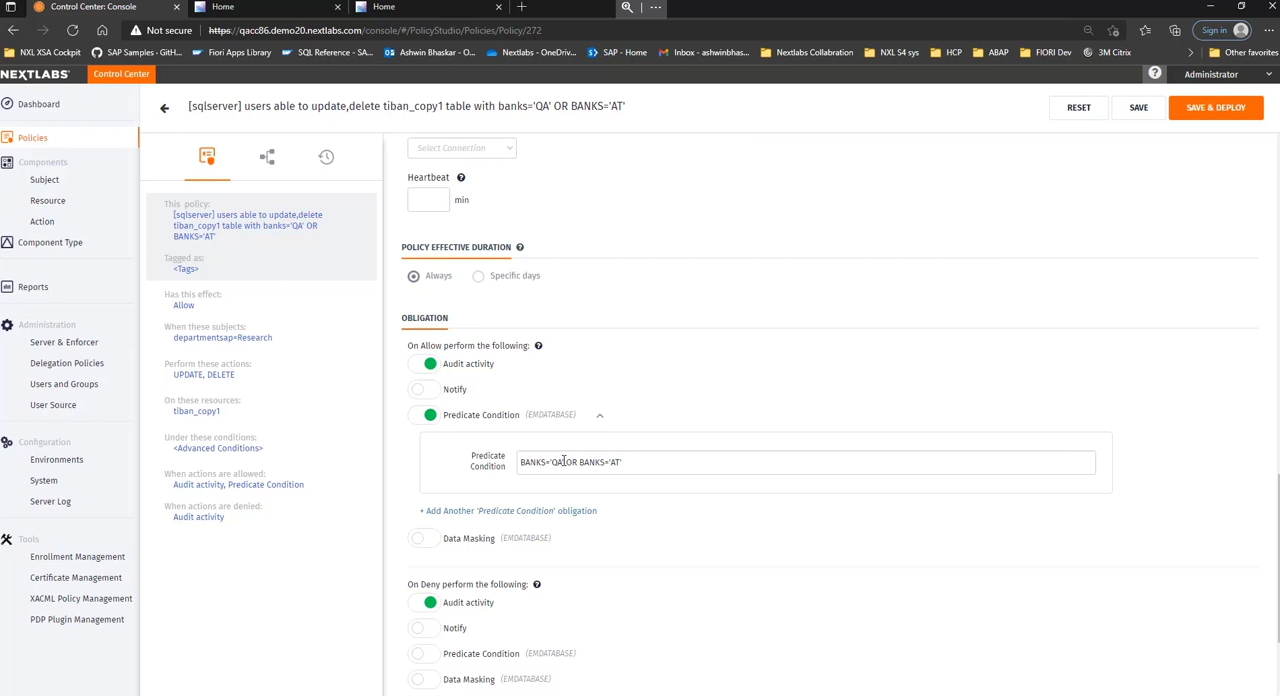 Control Center: Console
Home
Home
Not secure
https://qacc86.demo20.nextlabs.com/console/#/PolicyStudio/Policies/Policy/272
Sign in
NXL XSA Cockpit
SAP Samples · GitH...
Fiori Apps Library
SQL Reference - SA...
Ashwin Bhaskar - O...
Nextlabs - OneDriv...
SAP - Home
Inbox - ashwinbhas...
Nextlabs Collabration
NXL S4 sys
HCP
ABAP
FIORI Dev
3M Citrix
Other favorites
NEXTLABS
Control Center
Administrator
Dashboard
Policies
Components
Subject
Resource
Action
Component Type
Reports
Administration
Server & Enforcer
Delegation Policies
Users and Groups
User Source
Configuration
Environments
System
Server Log
Tools
Enrollment Management
Certificate Management
XACML Policy Management
PDP Plugin Management
[sqlserver] users able to update,delete tiban_copy1 table with banks='QA' OR BANKS='AT'
RESET
SAVE
SAVE & DEPLOY
This policy:
[sqlserver] users able to update,delete
tiban_copy1 table with banks='QA' OR
BANKS='AT'
Tagged as:
<Tags>
Has this effect:
Allow
When these subjects:
departmentsap=Research
Perform these actions:
UPDATE, DELETE
On these resources:
tiban_copy1
Under these conditions:
<Advanced Conditions>
When actions are allowed:
Audit activity, Predicate Condition
When actions are denied:
Audit activity
Select Connection
Heartbeat
min
POLICY EFFECTIVE DURATION
Always
Specific days
OBLIGATION
On Allow perform the following:
Audit activity
Notify
Predicate Condition (EMDATABASE)
Predicate
Condition
BANKS='QA' OR BANKS='AT'
+ Add Another 'Predicate Condition' obligation
Data Masking (EMDATABASE)
On Deny perform the following:
Audit activity
Notify
Predicate Condition (EMDATABASE)
Data Masking (EMDATABASE)